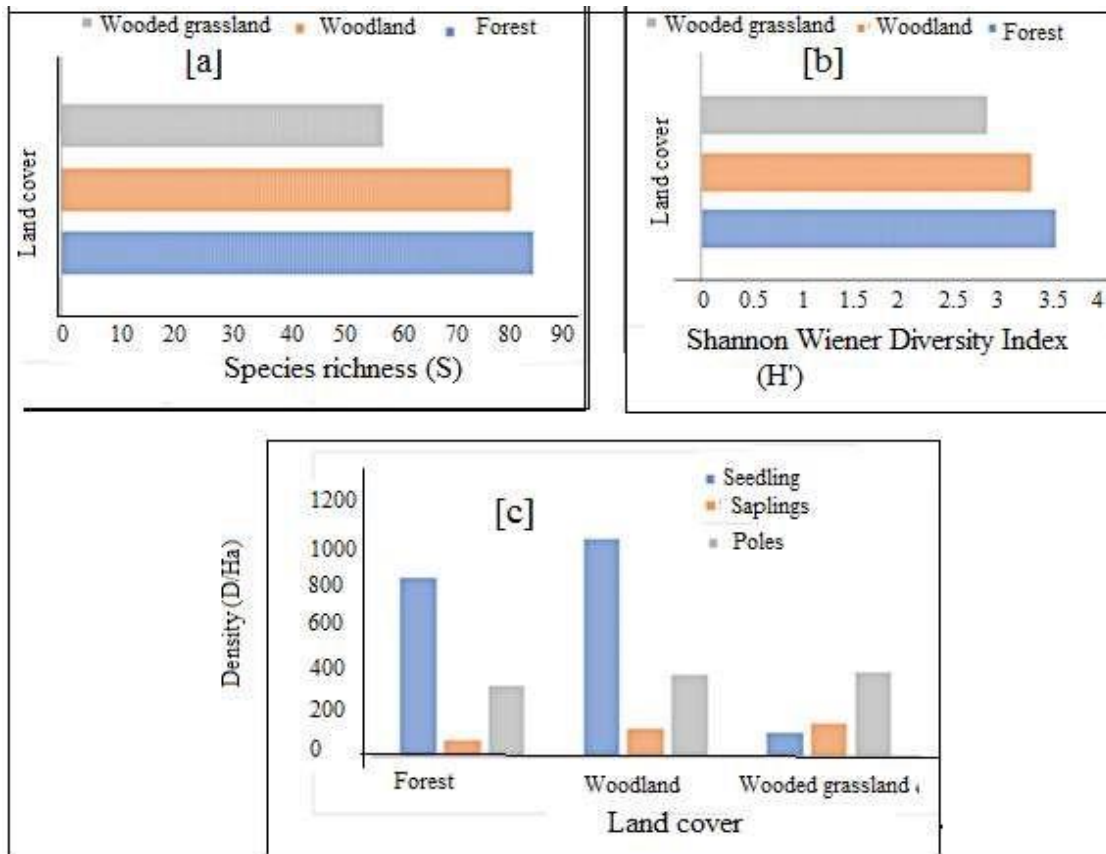 Wooded grassland Woodland Forest
[a]
Land cover
0 10 20 30 40 50 60 70 80 90
Species richness (S)
Wooded grassland Woodland Forest
[b]
Land cover
0 0.5 1 1.5 2 2.5 3 3.5 4
Shannon Wiener Diversity Index
(H')
[c]
Seedling
Saplings
Poles
Density (D/Ha)
1200
1000
800
600
400
200
0
Forest Woodland Wooded grassland
Land cover